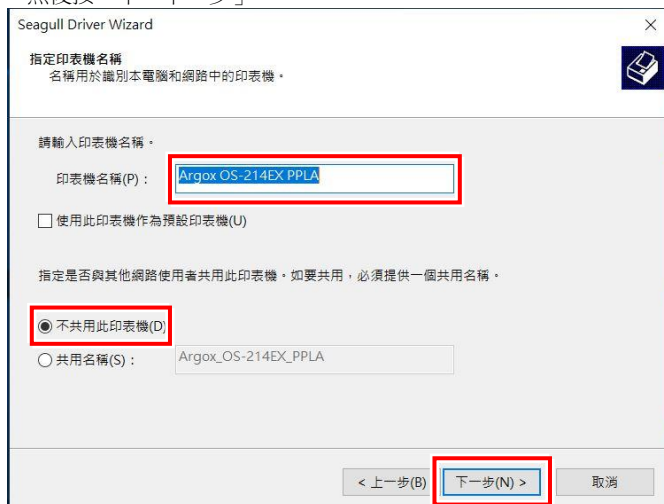 Seagull Driver Wizard
指定印表機名稱
名稱用於識別本電腦和網路中的印表機。
請輸入印表機名稱。
印表機名稱(P)： Argox OS-214EX PPLA
使用此印表機作為預設印表機(U)
指定是否與其他網路使用者共用此印表機。如要共用，必須提供一個共用名稱。
不共用此印表機(D)
共用名稱(S)： Argox_OS-214EX_PPLA
< 上一步(B) 下一步(N) > 取消